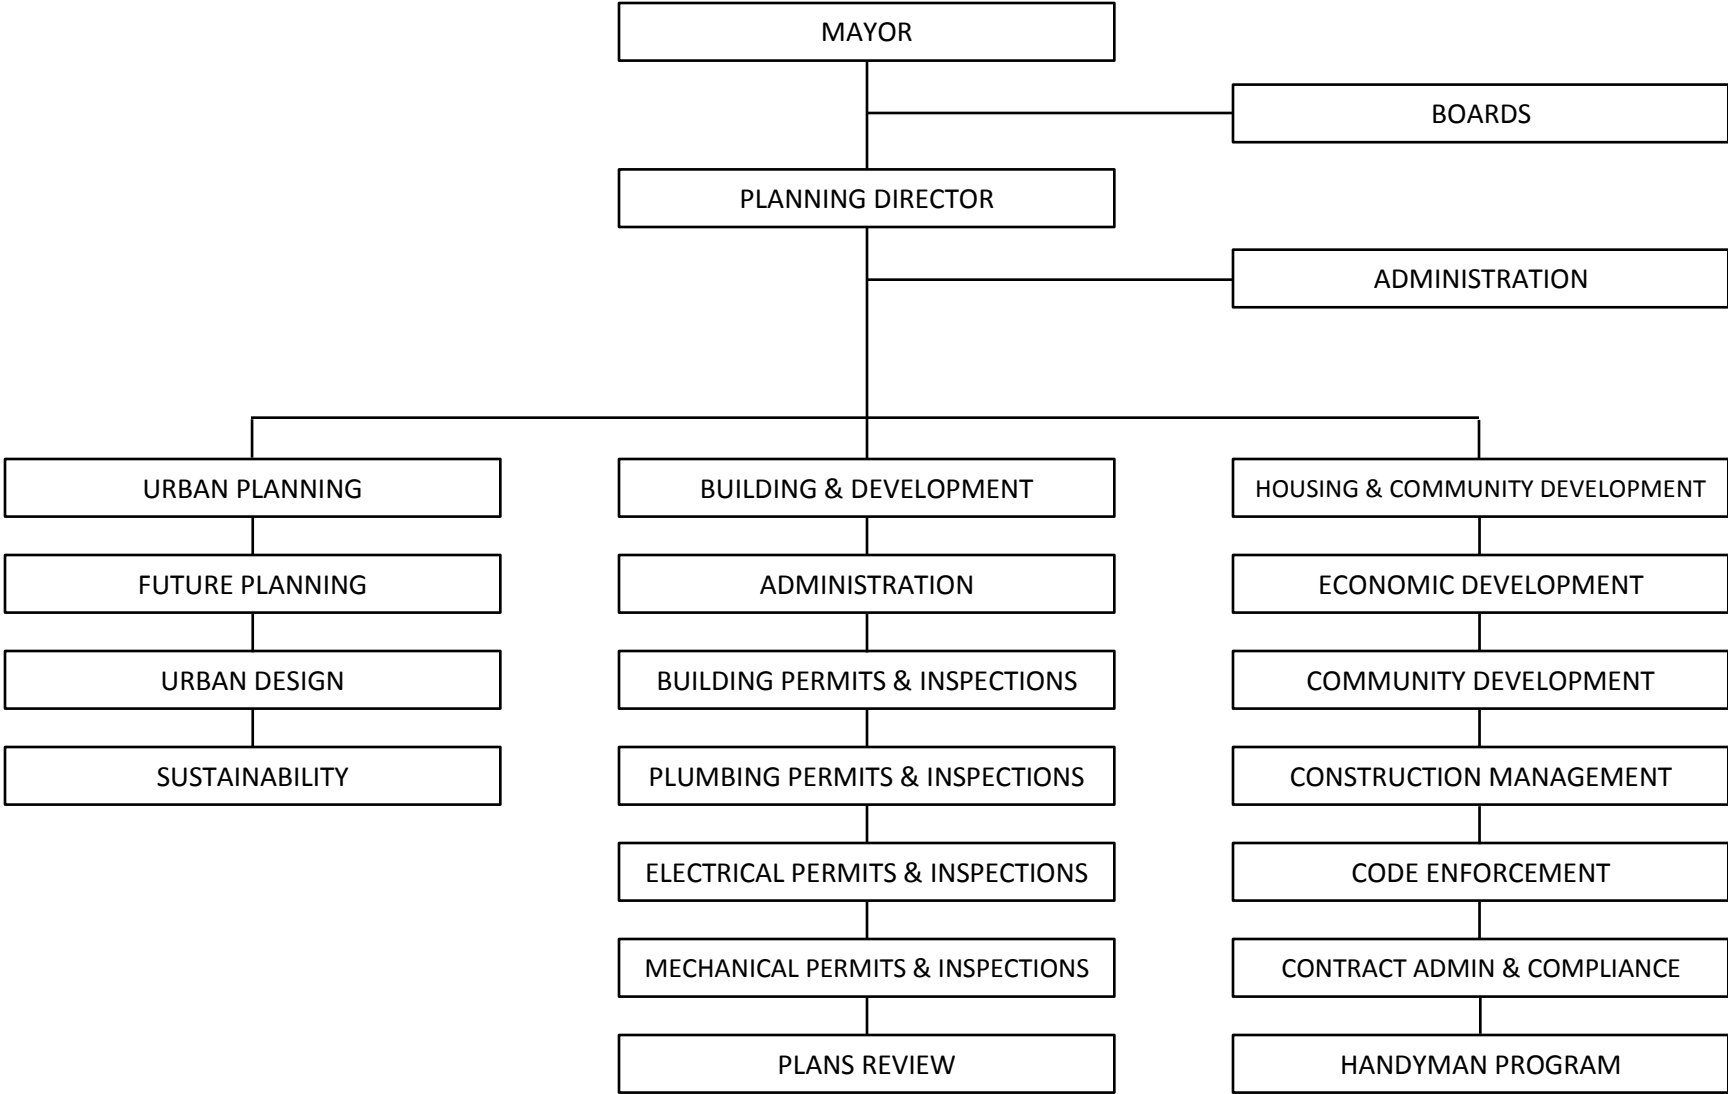 MAYOR
BOARDS
PLANNING DIRECTOR
ADMINISTRATION
URBAN PLANNING
BUILDING & DEVELOPMENT
HOUSING & COMMUNITY DEVELOPMENT
FUTURE PLANNING
ADMINISTRATION
ECONOMIC DEVELOPMENT
URBAN DESIGN
BUILDING PERMITS & INSPECTIONS
COMMUNITY DEVELOPMENT
SUSTAINABILITY
PLUMBING PERMITS & INSPECTIONS
CONSTRUCTION MANAGEMENT
ELECTRICAL PERMITS & INSPECTIONS
CODE ENFORCEMENT
MECHANICAL PERMITS & INSPECTIONS
CONTRACT ADMIN & COMPLIANCE
PLANS REVIEW
HANDYMAN PROGRAM